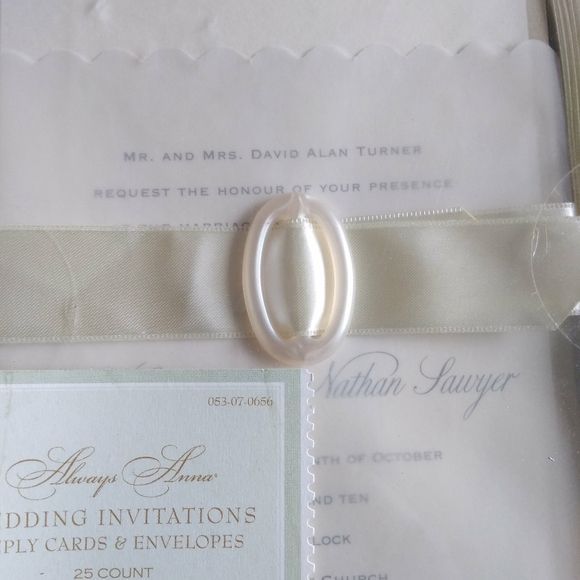 MR. AND MRS. DAVID ALAN TURNER
REQUEST THE HONOUR OF YOUR PRESENCE
Nathan Sawyer
NTH OF OCTOBER
ND TEN
LOCK
CHURCH
053-07-0656
Always Anna
DDING INVITATIONS
PLY CARDS & ENVELOPES
25 COUNT